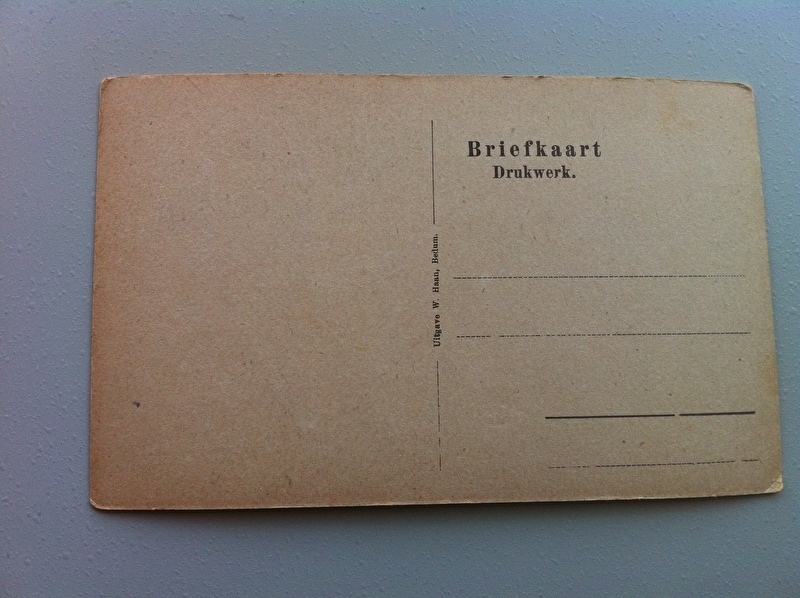 Briefkaart
Drukwerk.
Uitgave W. Haan, Bedum.